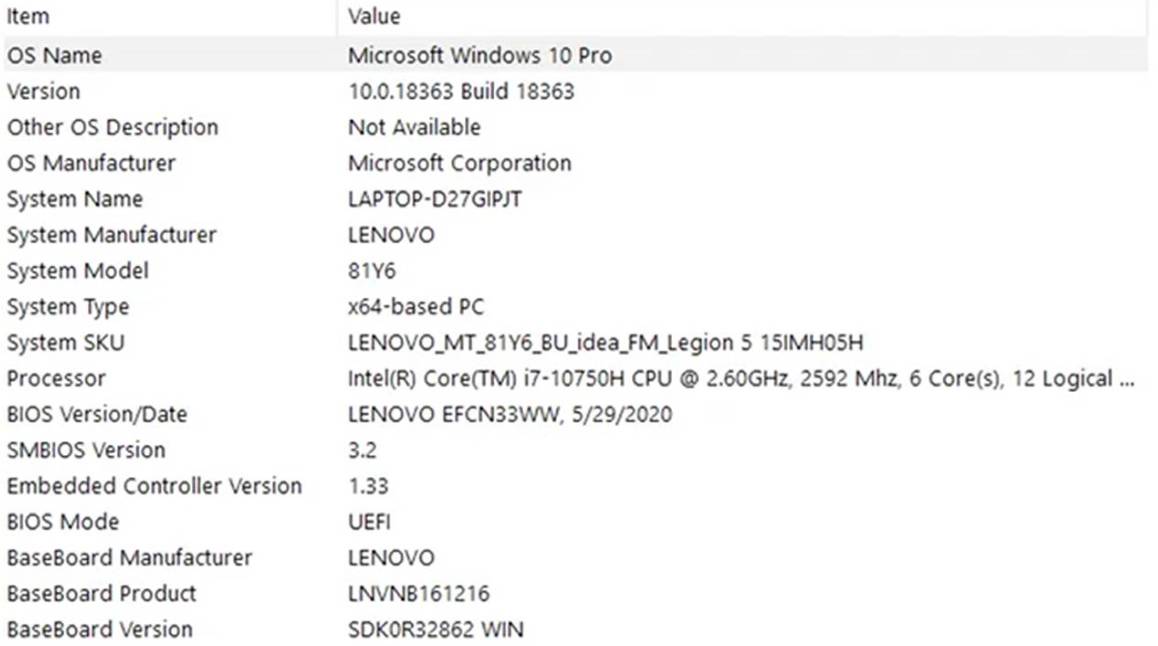 Item Value
OS Name Microsoft Windows 10 Pro
Version 10.0.18363 Build 18363
Other OS Description Not Available
OS Manufacturer Microsoft Corporation
System Name LAPTOP-D27GIPJT
System Manufacturer LENOVO
System Model 81Y6
System Type x64-based PC
System SKU LENOVO_MT_81Y6_BU_idea_FM_Legion 5 15IMH05H
Processor Intel(R) Core(TM) i7-10750H CPU @ 2.60GHz, 2592 Mhz, 6 Core(s), 12 Logical ...
BIOS Version/Date LENOVO EFCN33WW, 5/29/2020
SMBIOS Version 3.2
Embedded Controller Version 1.33
BIOS Mode UEFI
BaseBoard Manufacturer LENOVO
BaseBoard Product LNVNB161216
BaseBoard Version SDK0R32862 WIN